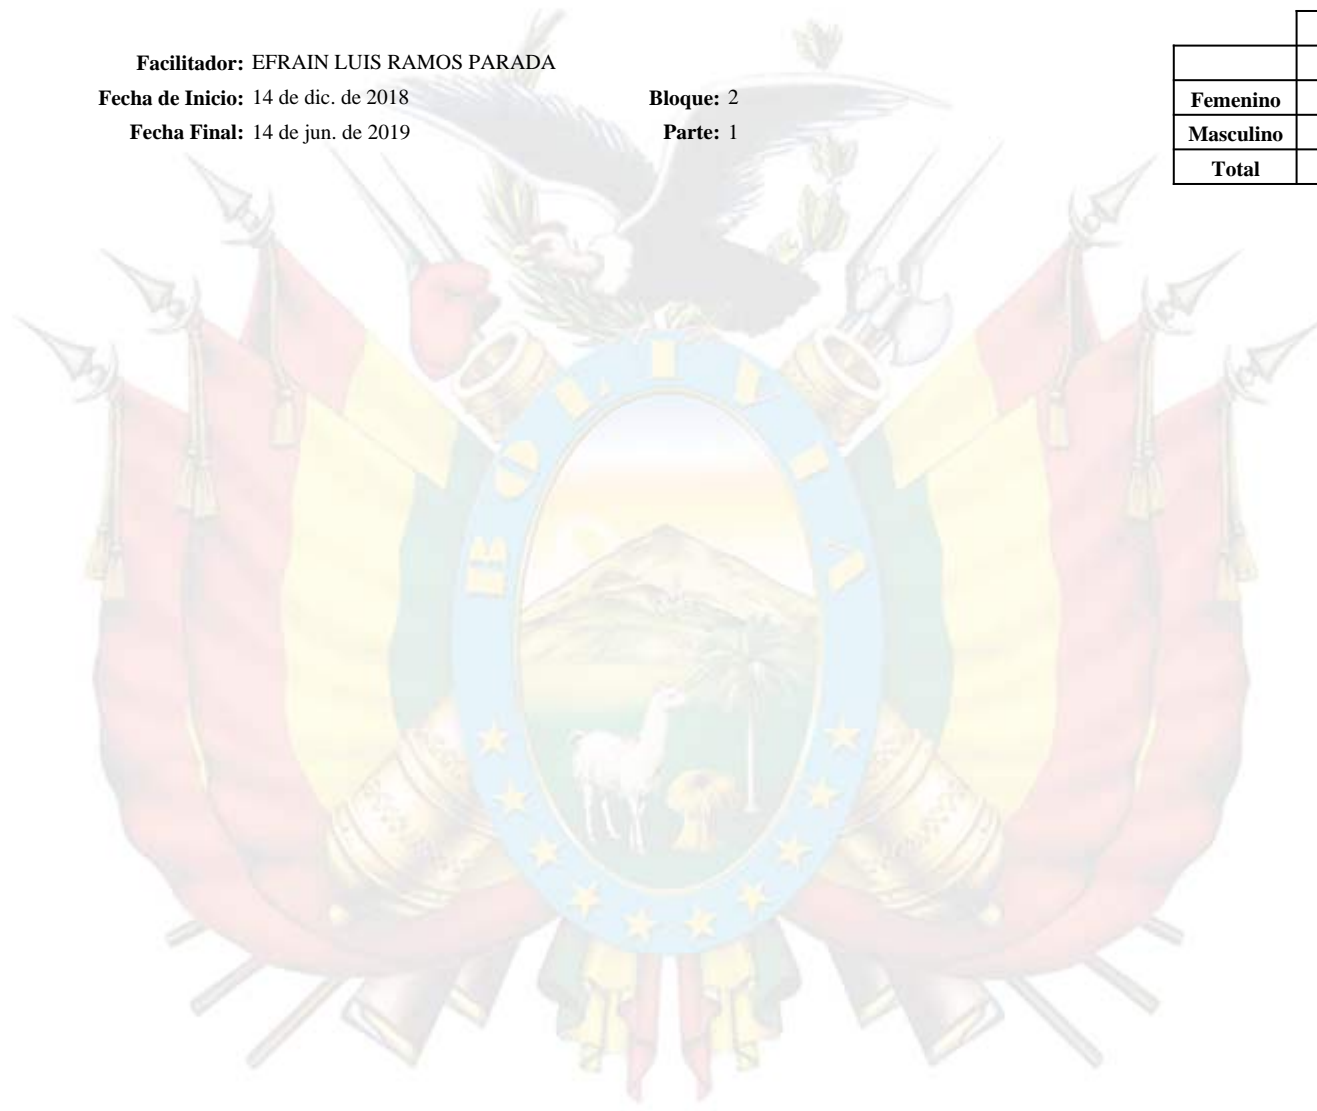 Facilitador: EFRAIN LUIS RAMOS PARADA
Fecha de Inicio: 14 de dic. de 2018 Bloque: 2
Fecha Final: 14 de jun. de 2019 Parte: 1
Femenino
Masculino
Total
BOLIVIA